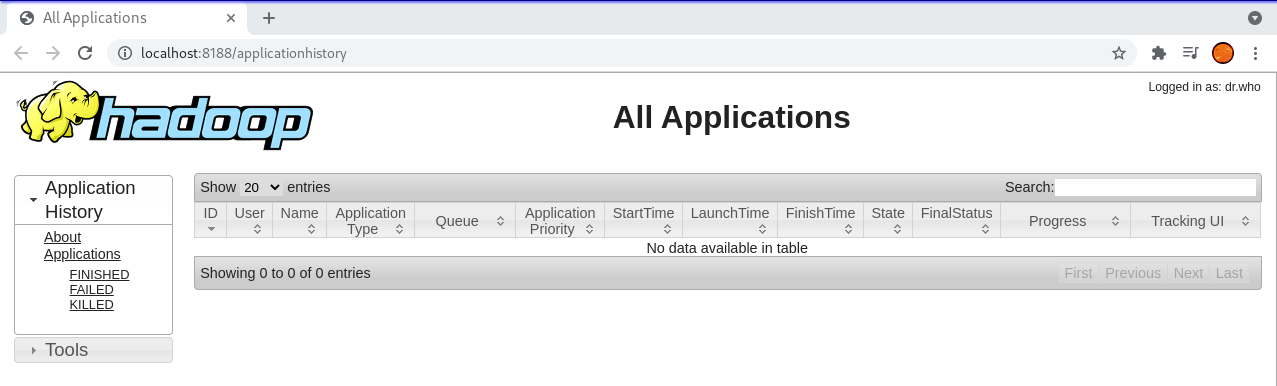 All Applications
localhost:8188/applicationhistory
Logged in as: dr.who
hadoop
All Applications
Application
History
About
Applications
FINISHED
FAILED
KILLED
Tools
Show 20 entries
Search:
ID User Name Application Type Queue Application Priority StartTime LaunchTime FinishTime State FinalStatus Progress Tracking UI
No data available in table
Showing 0 to 0 of 0 entries
First Previous Next Last